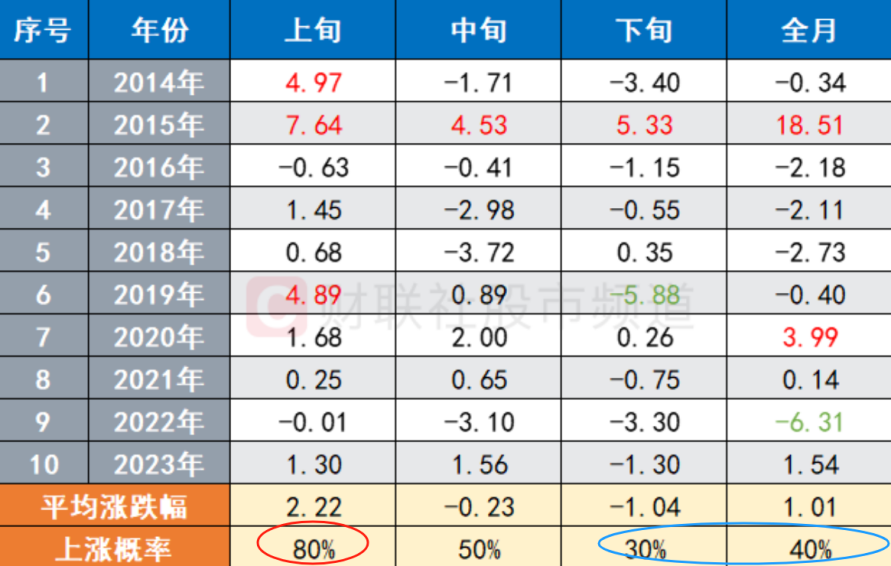 序号 年份 上旬 中旬 下旬 全月
1 2014年 4.97 -1.71 -3.40 -0.34
2 2015年 7.64 4.53 5.33 18.51
3 2016年 -0.63 -0.41 -1.15 -2.18
4 2017年 1.45 -2.98 -0.55 -2.11
5 2018年 0.68 -3.72 0.35 -2.73
6 2019年 4.89 0.89 -5.88 -0.40
财联社股市频道
7 2020年 1.68 2.00 0.26 3.99
8 2021年 0.25 0.65 -0.75 0.14
9 2022年 -0.01 -3.10 -3.30 -6.31
10 2023年 1.30 1.56 -1.30 1.54
平均涨跌幅 2.22 -0.23 -1.04 1.01
上涨概率 80% 50% 30% 40%